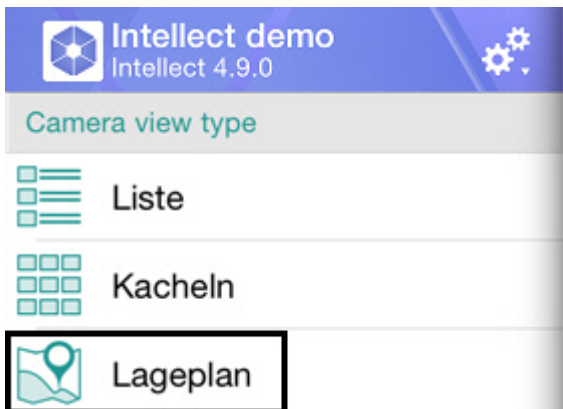 Intellect demo
Intellect 4.9.0
Camera view type
Liste
Kacheln
Lageplan